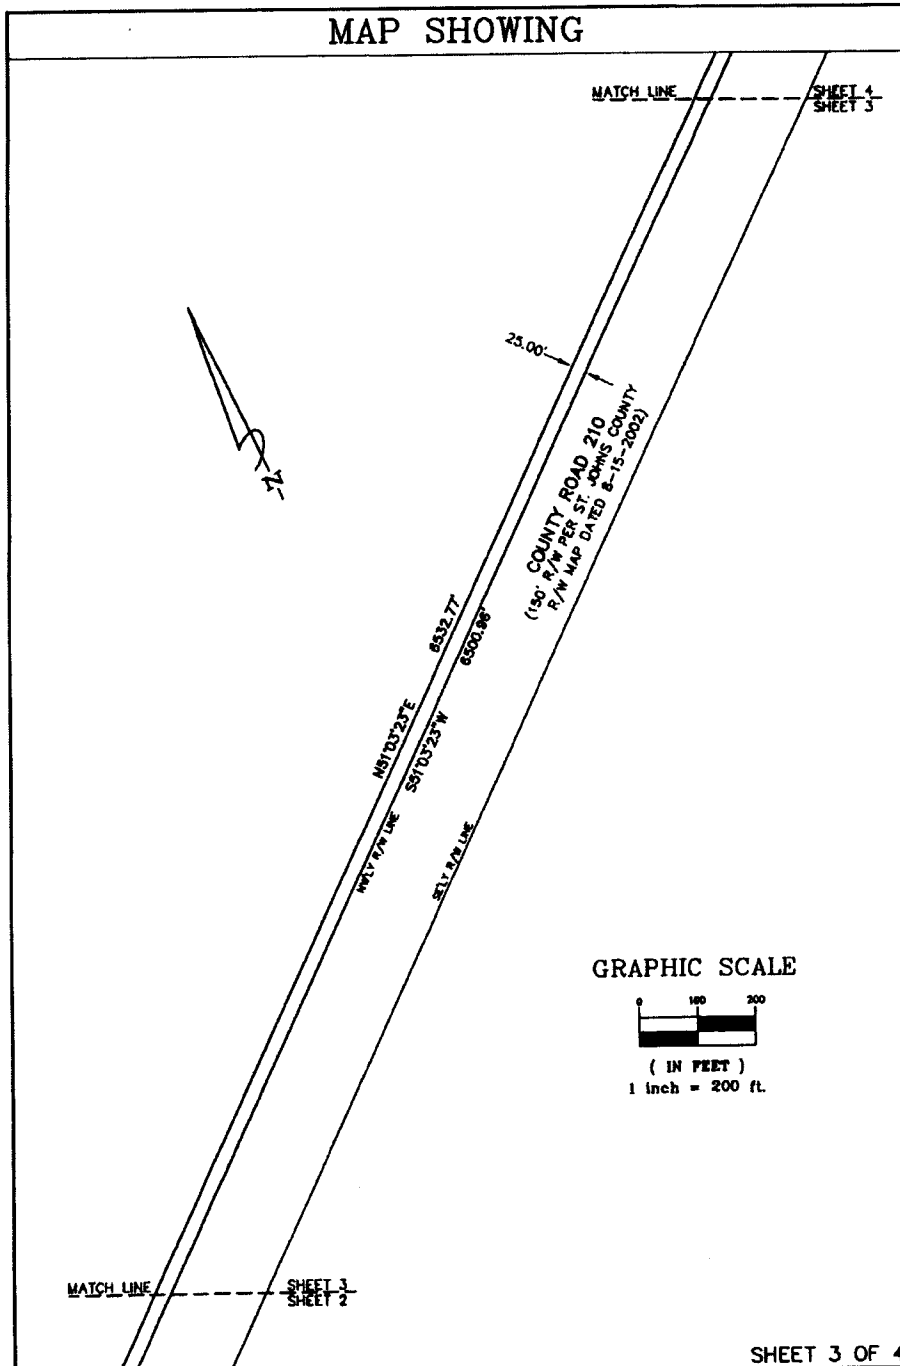 MAP SHOWING
MATCH LINE
SHEET 4
SHEET 3
25.00'
COUNTY ROAD 210
(150' R/W PER ST. JOHNS COUNTY
R/W MAP DATED 8-15-2002)
N
6532.77'
6500.96'
N51°03'23"E
S51°03'23"W
NWLY R/W LINE
SELY R/W LINE
GRAPHIC SCALE
0 100 200
( IN FEET )
1 inch = 200 ft.
MATCH LINE
SHEET 3
SHEET 2
SHEET 3 OF 4